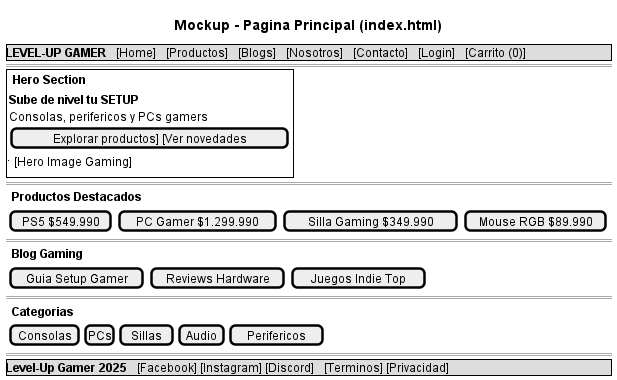 Mockup - Pagina Principal (index.html)
LEVEL-UP GAMER [Home] [Productos] [Blogs] [Nosotros] [Contacto] [Login] [Carrito (0)]
Hero Section
Sube de nivel tu SETUP
Consolas, perifericos y PCs gamers
Explorar productos] [Ver novedades
[Hero Image Gaming]
Productos Destacados
PS5 $549.990 PC Gamer $1.299.990 Silla Gaming $349.990 Mouse RGB $89.990
Blog Gaming
Guia Setup Gamer Reviews Hardware Juegos Indie Top
Categorias
Consolas PCs Sillas Audio Perifericos
Level-Up Gamer 2025 [Facebook] [Instagram] [Discord] [Terminos] [Privacidad]